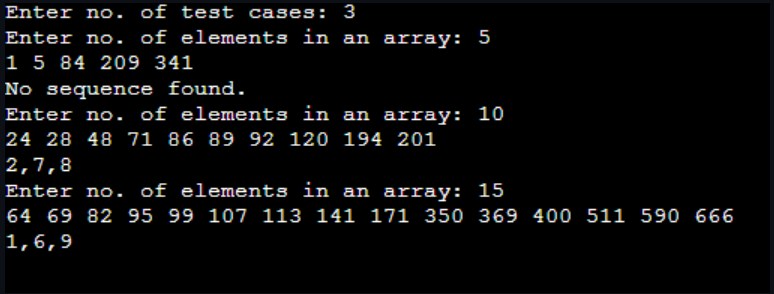 Enter no. of test cases: 3
Enter no. of elements in an array: 5
1 5 84 209 341
No sequence found.
Enter no. of elements in an array: 10
24 28 48 71 86 89 92 120 194 201
2,7,8
Enter no. of elements in an array: 15
64 69 82 95 99 107 113 141 171 350 369 400 511 590 666
1,6,9